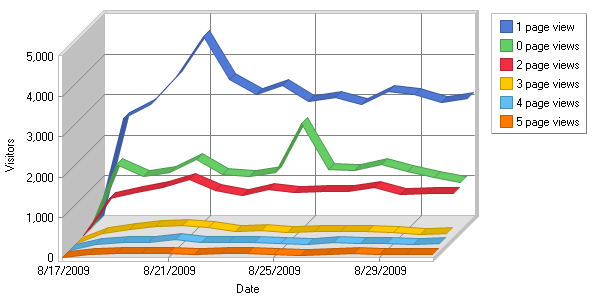 1 page view
0 page views
2 page views
3 page views
4 page views
5 page views
5,000
4,000
3,000
2,000
1,000
0
Visitors
8/17/2009 8/21/2009 8/25/2009 8/29/2009
Date